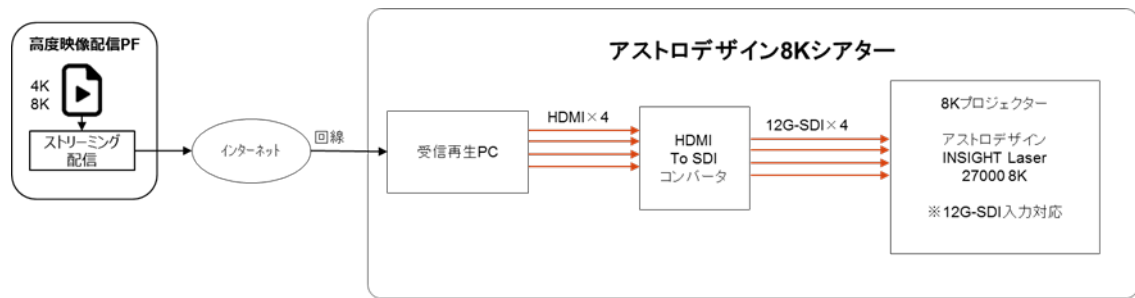 高度映像配信PF
4K
8K
ストリーミング
配信
インターネット
回線
アストロデザイン8Kシアター
受信再生PC
HDMI×4
HDMI
To SDI
コンバータ
12G-SDI×4
8Kプロジェクター
アストロデザイン
INSIGHT Laser
27000 8K
※12G-SDI入力対応